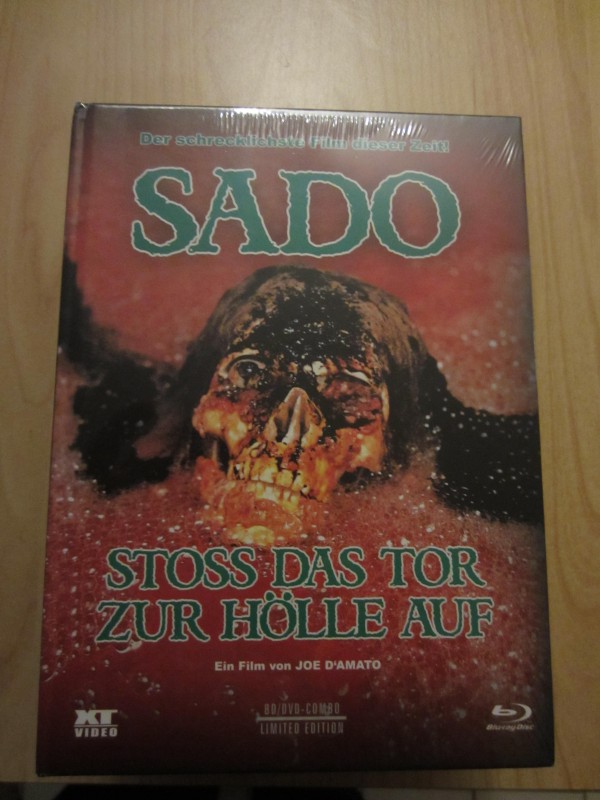 Der schrecklichste Film dieser Zeit!
SADO
STOSS DAS TOR
ZUR HÖLLE AUF
Ein Film von JOE D'AMATO
XT
VIDEO
BD/DVD-COMBO
LIMITED EDITION
Blu-ray Disc